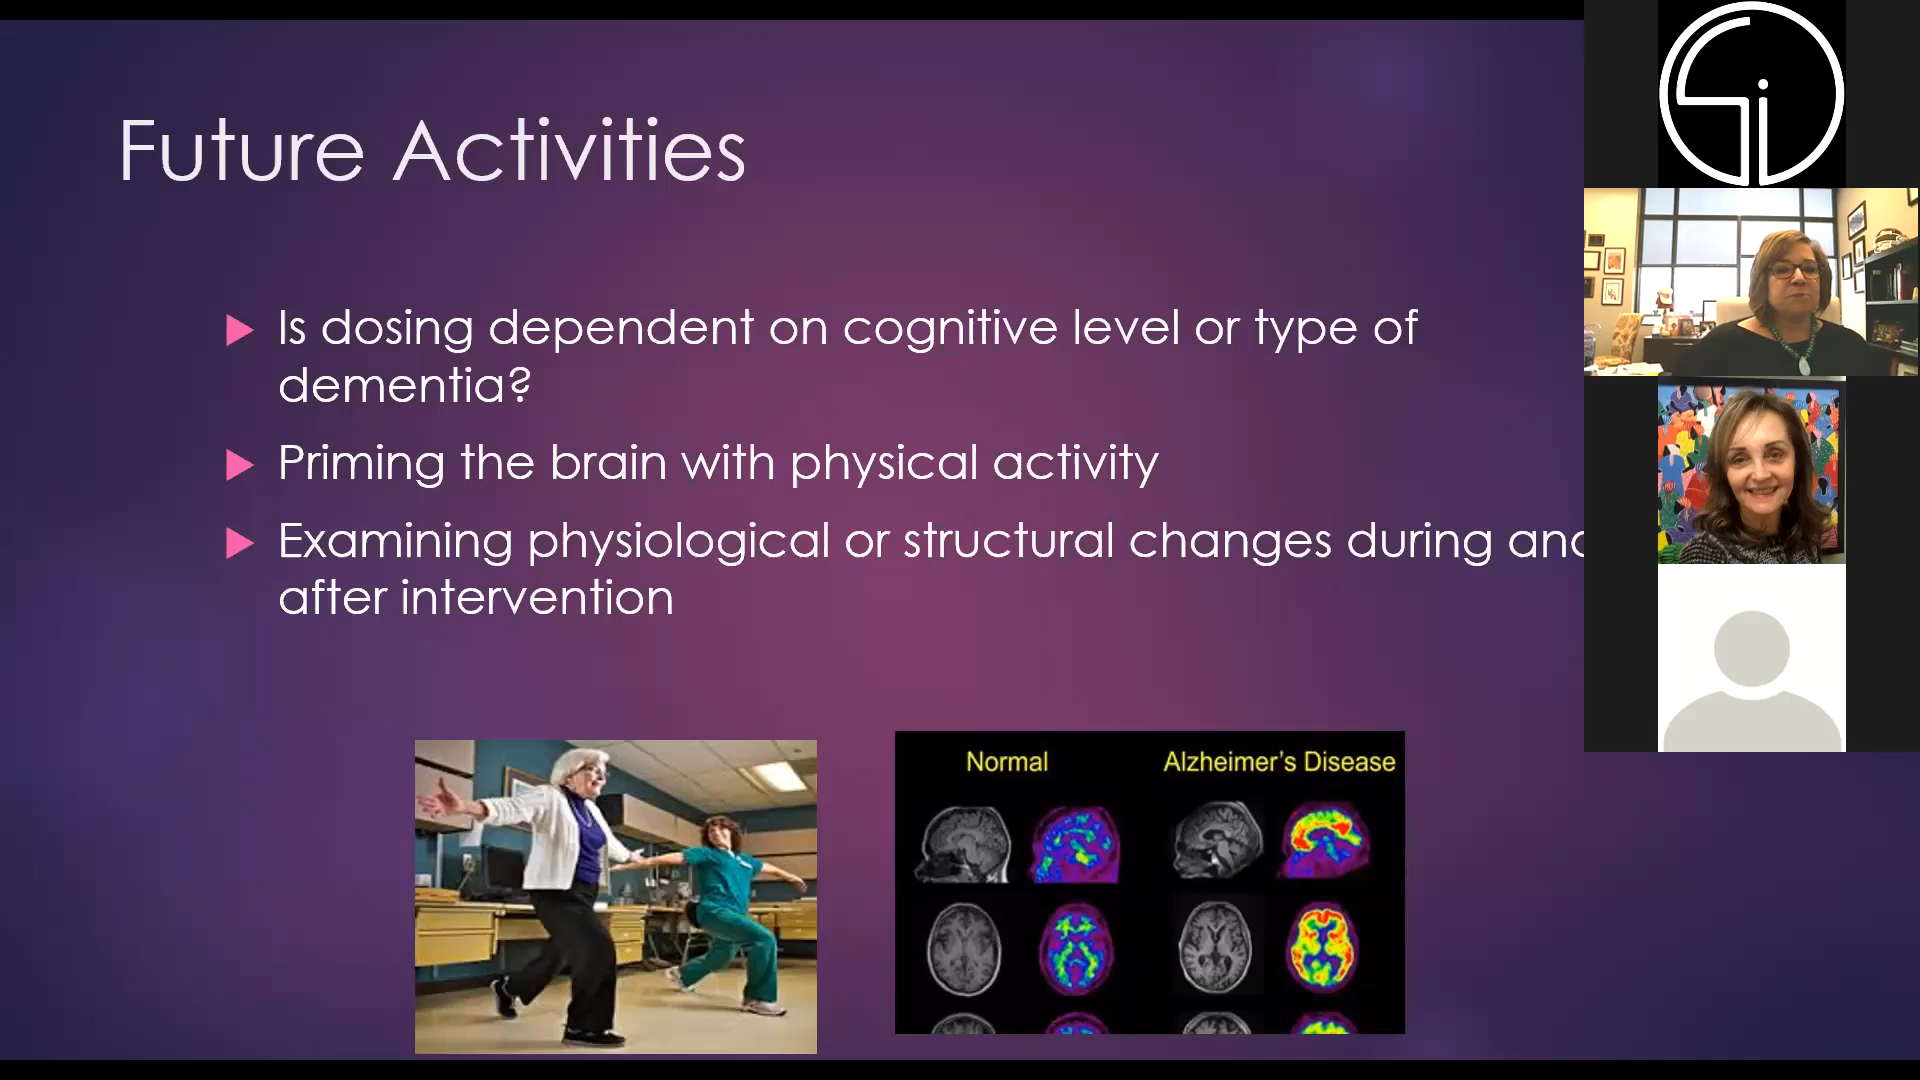 Future Activities
Is dosing dependent on cognitive level or type of
dementia?
Priming the brain with physical activity
Examining physiological or structural changes during and
after intervention
Normal
Alzheimer's Disease